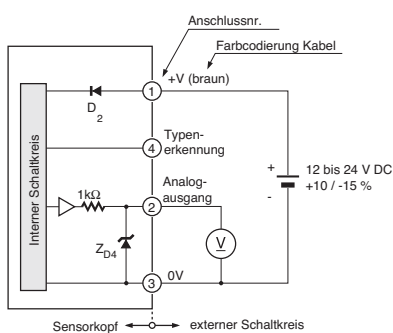 Anschlussnr.
Farbcodierung Kabel
1
+V (braun)
D2
4
Typen-
erkennung
Interner Schaltkreis
1kΩ
Analog-
ausgang
2
ZD4
V
+
12 bis 24 V DC
-
+10 / -15 %
3
0V
Sensorkopf
externer Schaltkreis